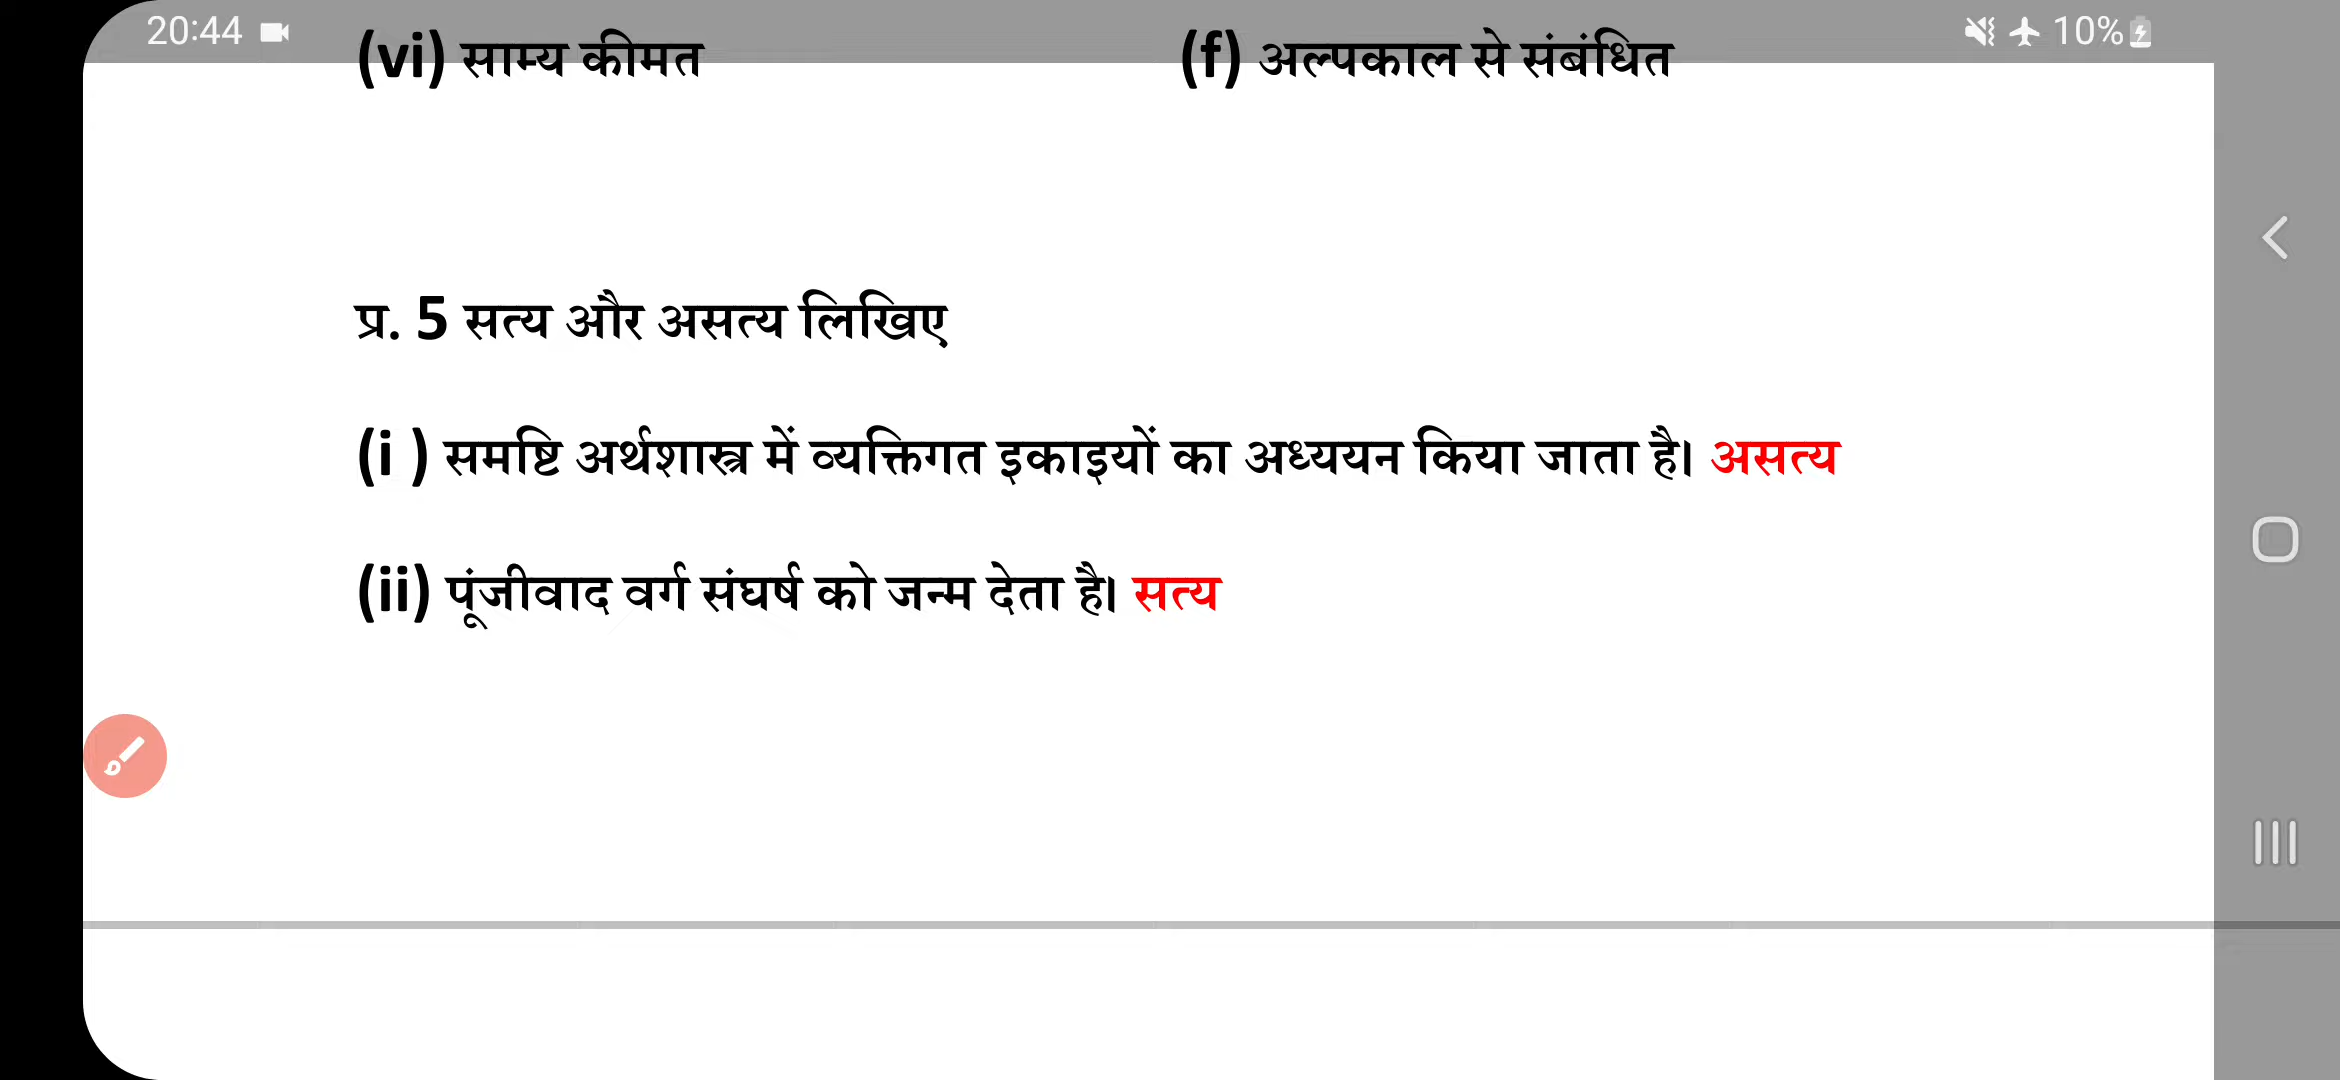 20:44 10%
(vi) साम्य कीमत (f) अल्पकाल से संबंधित
प्र. 5 सत्य और असत्य लिखिए
(i ) समष्टि अर्थशास्त्र में व्यक्तिगत इकाइयों का अध्ययन किया जाता है। असत्य
(ii) पूंजीवाद वर्ग संघर्ष को जन्म देता है। सत्य